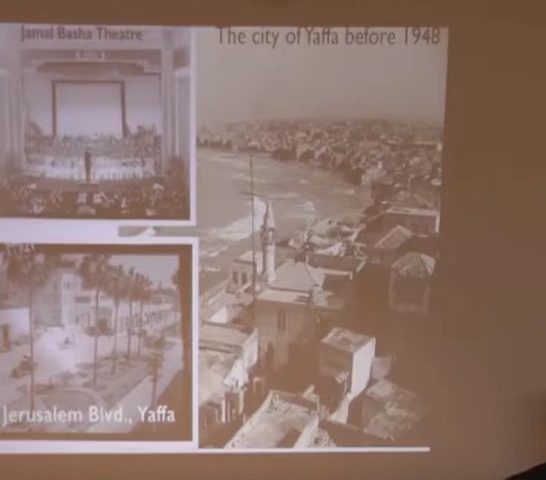 Jamal Basha Theatre
The city of Yaffa before 1948
Jerusalem Blvd., Yaffa